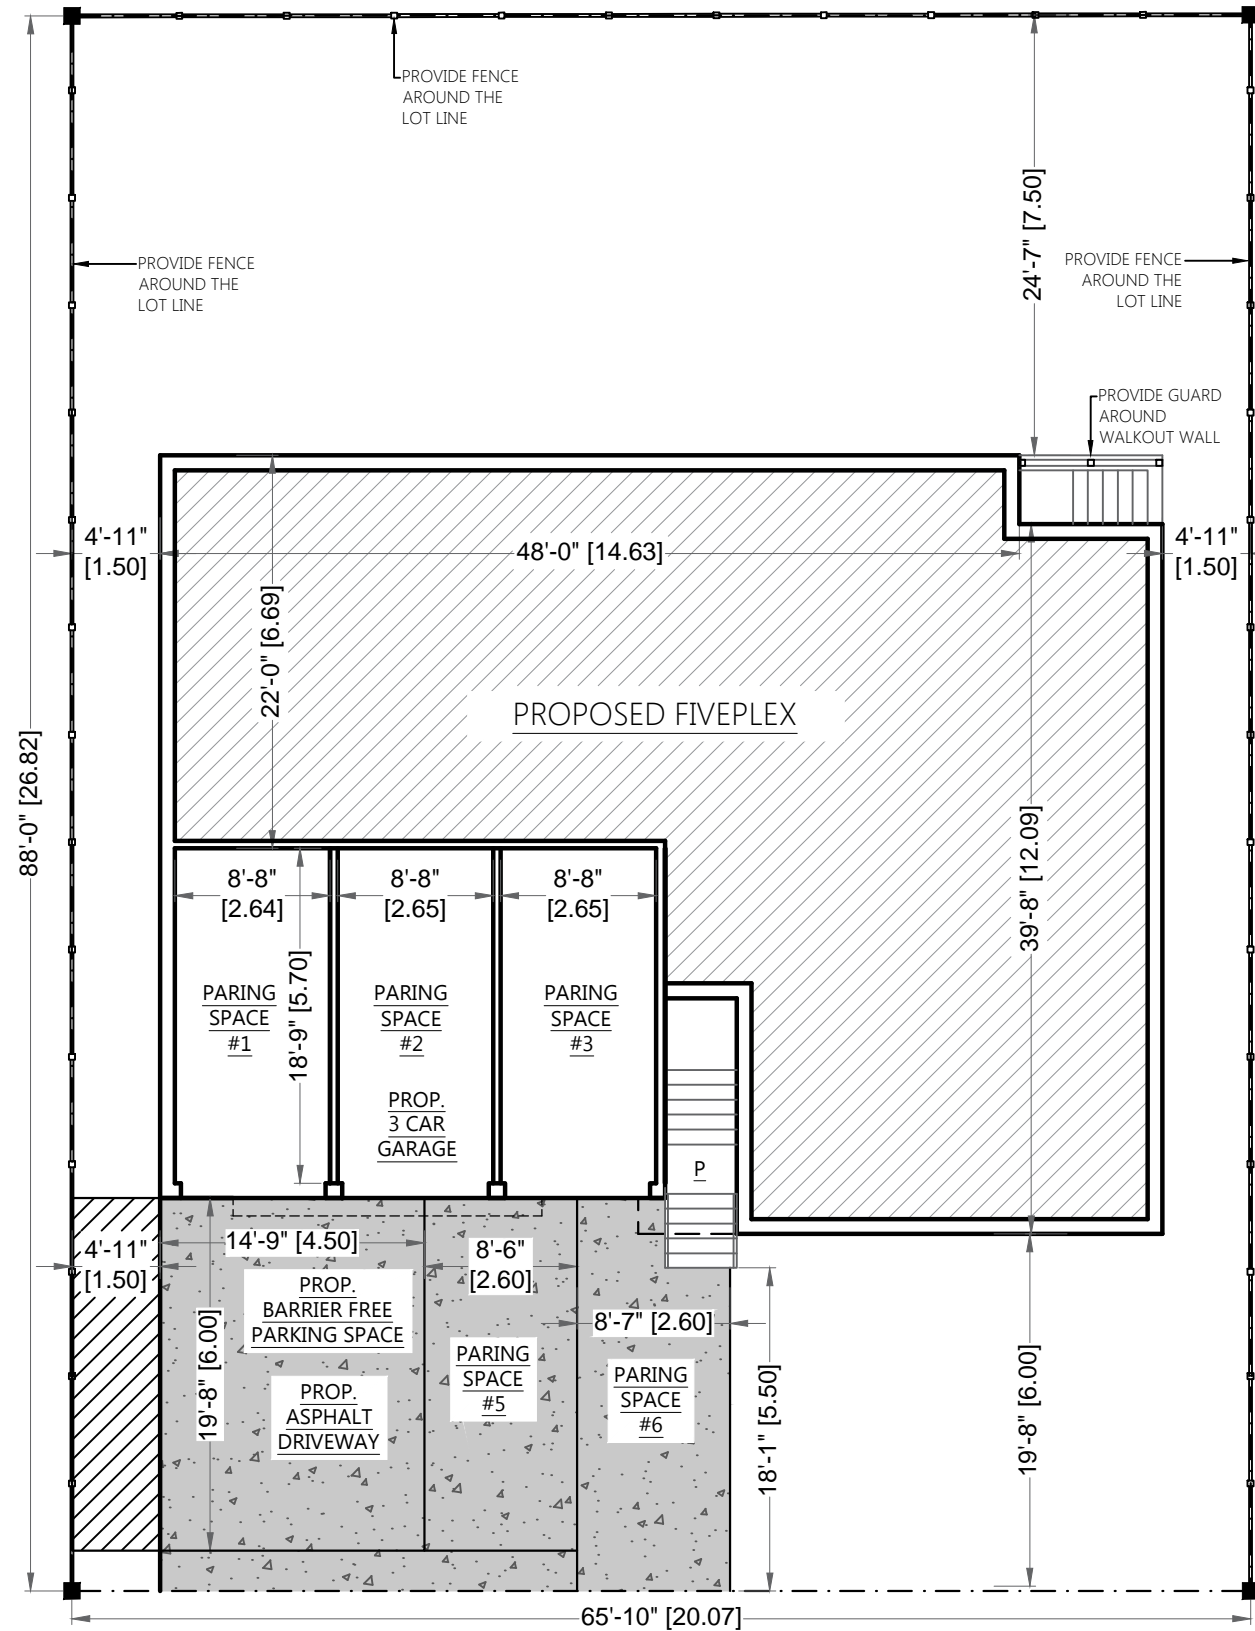 PROVIDE FENCE
AROUND THE
LOT LINE
24'-7" [7.50]
PROVIDE FENCE
AROUND THE
LOT LINE
PROVIDE FENCE
AROUND THE
LOT LINE
PROVIDE GUARD
AROUND
WALKOUT WALL
4'-11"
[1.50]
48'-0" [14.63]
4'-11"
[1.50]
22'-0" [6.69]
PROPOSED FIVEPLEX
88'-0" [26.82]
39'-8" [12.09]
8'-8"
[2.64]
8'-8"
[2.65]
8'-8"
[2.65]
18'-9" [5.70]
PARING
SPACE
#1
PARING
SPACE
#2
PARING
SPACE
#3
PROP.
3 CAR
GARAGE
P
4'-11"
[1.50]
14'-9" [4.50]
8'-6"
[2.60]
PROP.
BARRIER FREE
PARKING SPACE
8'-7" [2.60]
19'-8" [6.00]
PARING
SPACE
#5
PARING
SPACE
#6
PROP.
ASPHALT
DRIVEWAY
18'-1" [5.50]
19'-8" [6.00]
65'-10" [20.07]